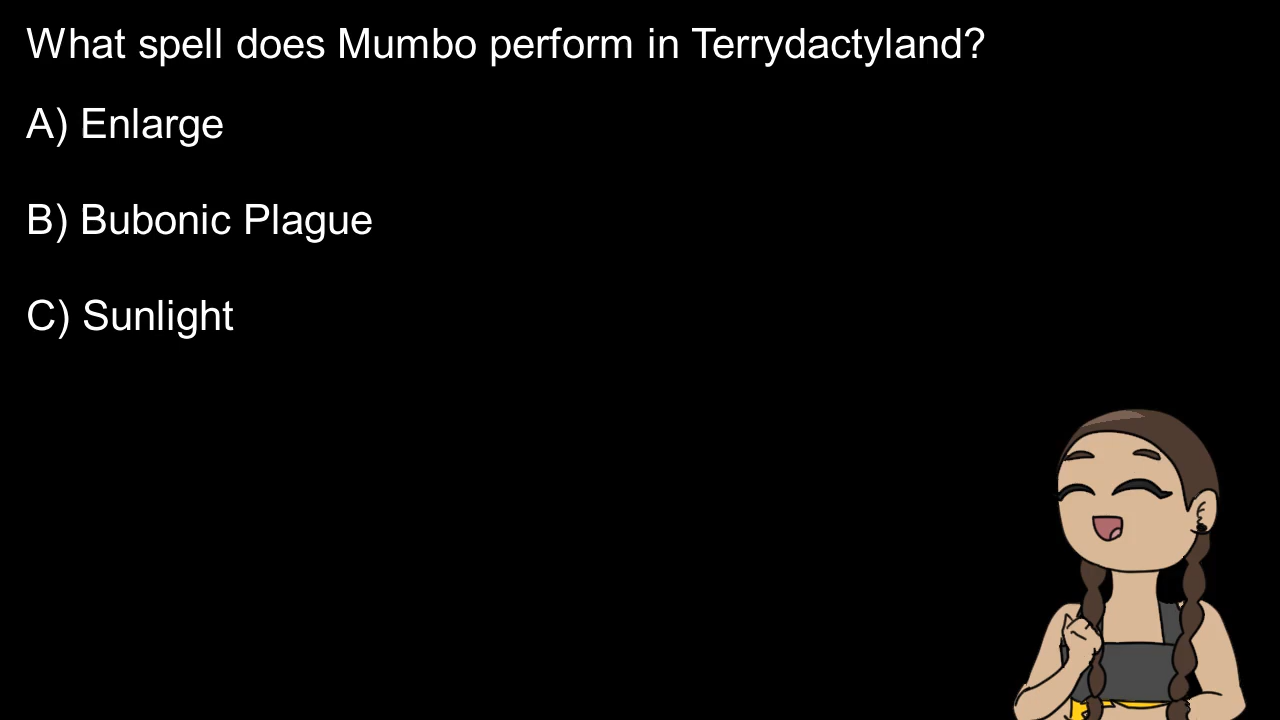 What spell does Mumbo perform in Terrydactyland?
A) Enlarge
B) Bubonic Plague
C) Sunlight